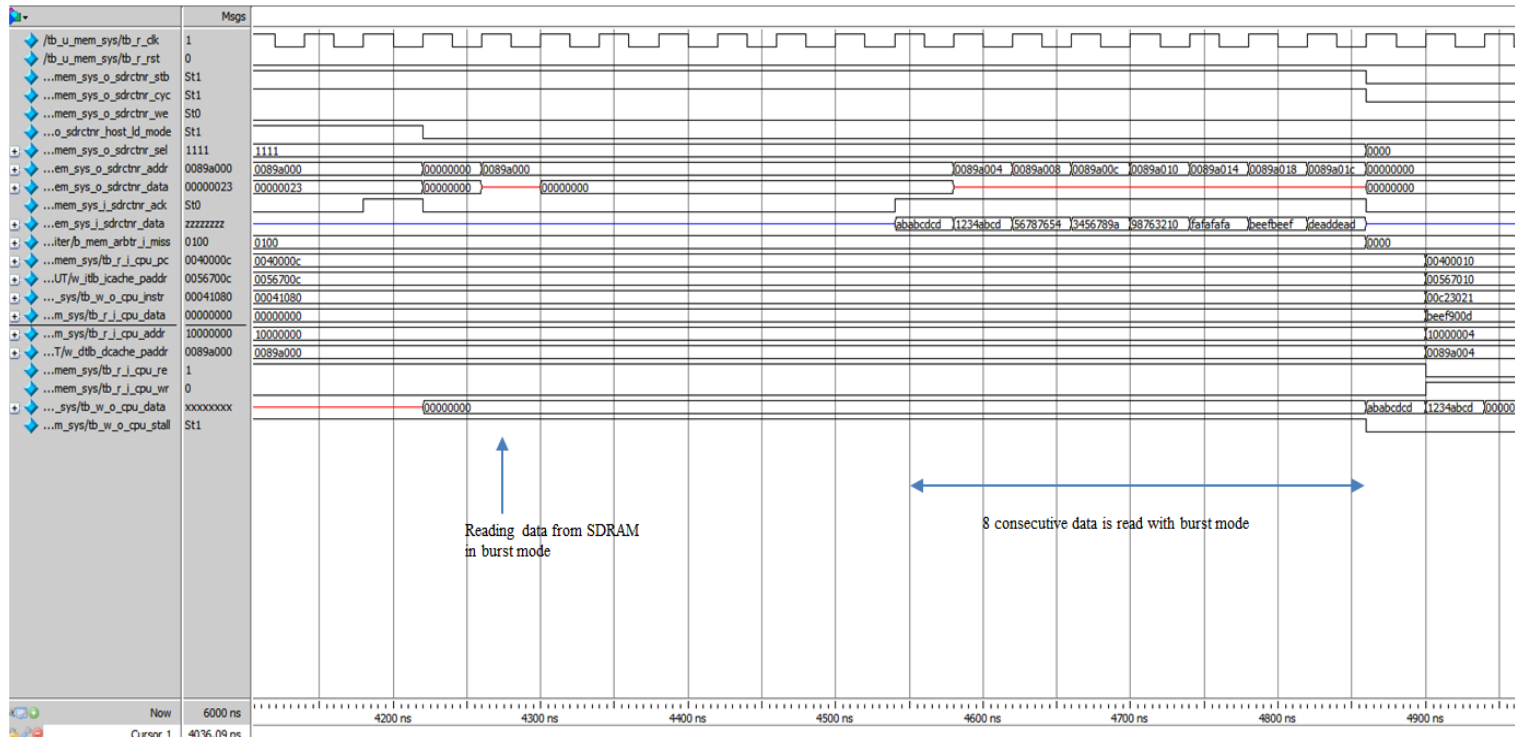 Msgs
/tb_u_mem_sys/tb_r_clk 1
/tb_u_mem_sys/tb_r_rst 0
...mem_sys_o_sdrctnr_stb St1
...mem_sys_o_sdrctnr_cyc St1
...mem_sys_o_sdrctnr_we St0
...o_sdrctnr_host_ld_mode St1
...mem_sys_o_sdrctnr_sel 1111 1111 0000
...em_sys_o_sdrctnr_addr 0089a000 0089a000 00000000 0089a000 0089a004 0089a008 0089a00c 0089a010 0089a014 0089a018 0089a01c 00000000
...em_sys_o_sdrctnr_data 00000023 00000023 00000000 00000000 00000000
...mem_sys_i_sdrctnr_ack St0
...em_sys_i_sdrctnr_data zzzzzzzz ababcdcd 1234abcd 56787654 3456789a 98763210 fafafafa beefbeef deaddead
...iter/b_mem_arbtr_i_miss 0100 0100 0000
...mem_sys/tb_r_i_cpu_pc 0040000c 0040000c 00400010
...UT/w_itlb_icache_paddr 0056700c 0056700c 00567010
..._sys/tb_w_o_cpu_instr 00041080 00041080 00c23021
...m_sys/tb_r_i_cpu_data 00000000 00000000 beef900d
...m_sys/tb_r_i_cpu_addr 10000000 10000000 10000004
...T/w_dtlb_dcache_paddr 0089a000 0089a000 0089a004
...mem_sys/tb_r_i_cpu_re 1
...mem_sys/tb_r_i_cpu_wr 0
..._sys/tb_w_o_cpu_data xxxxxxxx 00000000 ababcdcd 1234abcd 00000
...m_sys/tb_w_o_cpu_stall St1
Reading data from SDRAM
in burst mode
8 consecutive data is read with burst mode
Now 6000 ns
4200 ns 4300 ns 4400 ns 4500 ns 4600 ns 4700 ns 4800 ns 4900 ns
Cursor 1 4036.09 ns